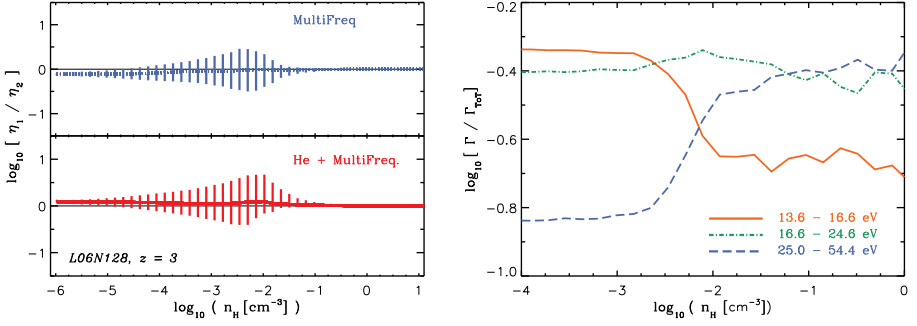 MultiFreq
1
0
-1
He + MultiFreq.
1
0
-1
L06N128, z = 3
log₁₀ [ η₁ / η₂ ]
-6 -5 -4 -3 -2 -1 0 1
log₁₀ ( n_H [cm⁻³] )
-0.2
-0.4
-0.6
-0.8
-1.0
log₁₀ [ Γ / Γ_ToT ]
13.6 - 16.6 eV
16.6 - 24.6 eV
25.0 - 54.4 eV
-4 -3 -2 -1 0
log₁₀ ( n_H [cm⁻³] )